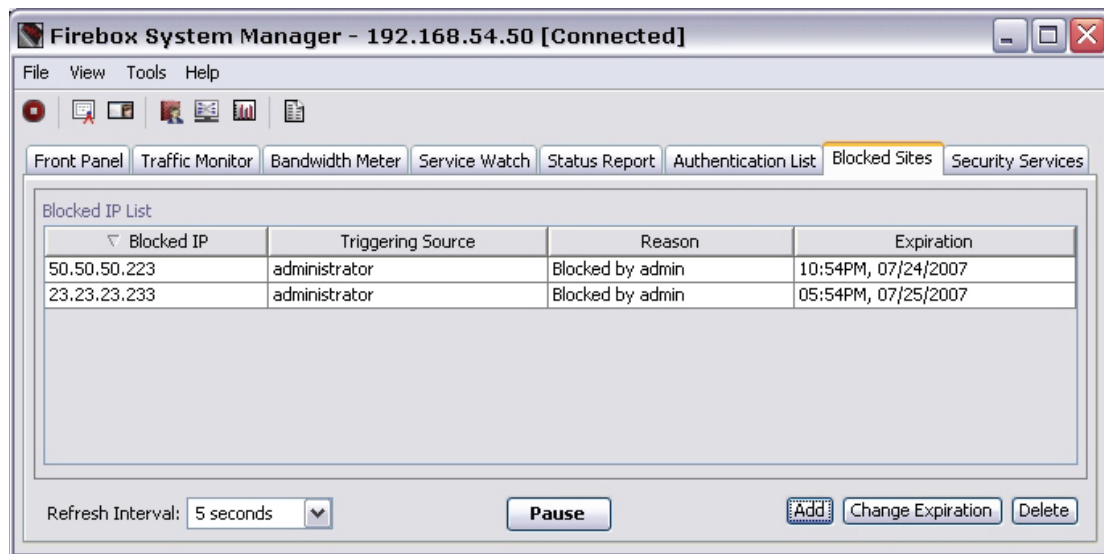 Firebox System Manager - 192.168.54.50 [Connected]
File View Tools Help
Front Panel Traffic Monitor Bandwidth Meter Service Watch Status Report Authentication List Blocked Sites Security Services
Blocked IP List
Blocked IP Triggering Source Reason Expiration
50.50.50.223 administrator Blocked by admin 10:54PM, 07/24/2007
23.23.23.233 administrator Blocked by admin 05:54PM, 07/25/2007
Refresh Interval: 5 seconds Pause Add Change Expiration Delete